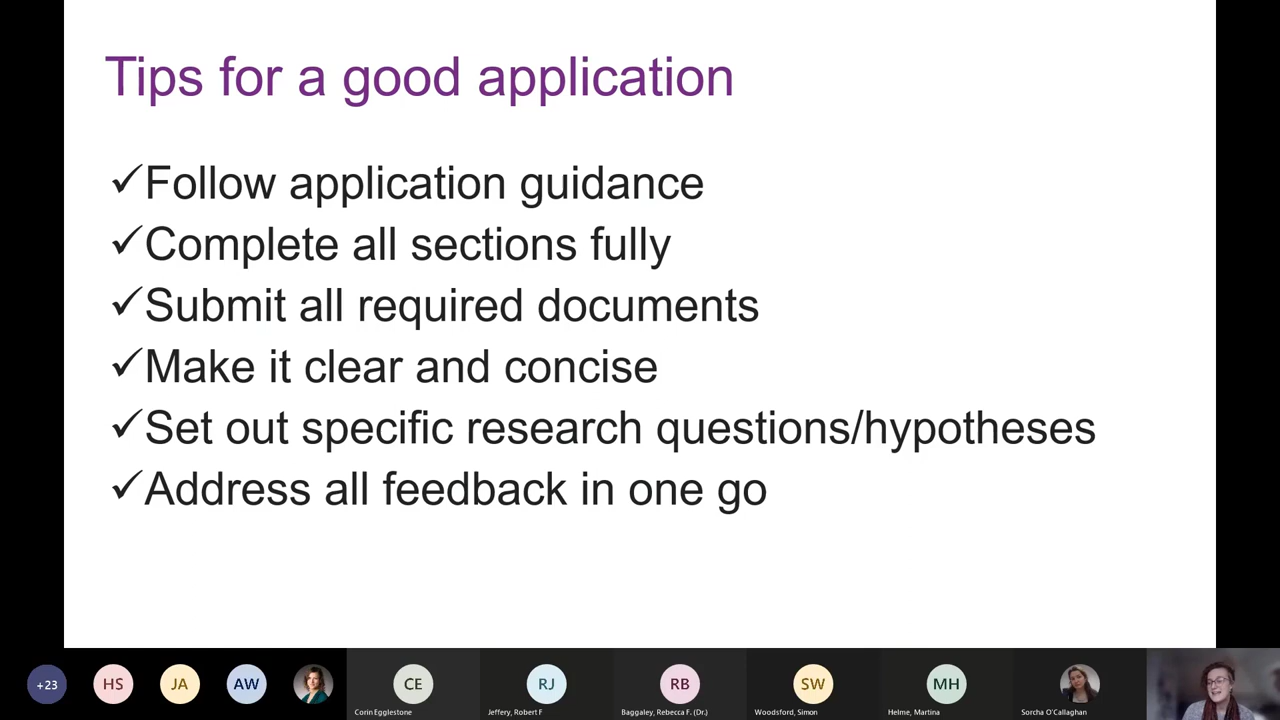 Tips for a good application
✓Follow application guidance
✓Complete all sections fully
✓Submit all required documents
✓Make it clear and concise
✓Set out specific research questions/hypotheses
✓Address all feedback in one go
+23
HS
JA
AW
CE
RJ
RB
SW
MH
Corin Egglestone
Jeffery, Robert F
Baggaley, Rebecca F. (Dr.)
Woodsford, Simon
Helme, Martina
Sorcha O'Callaghan